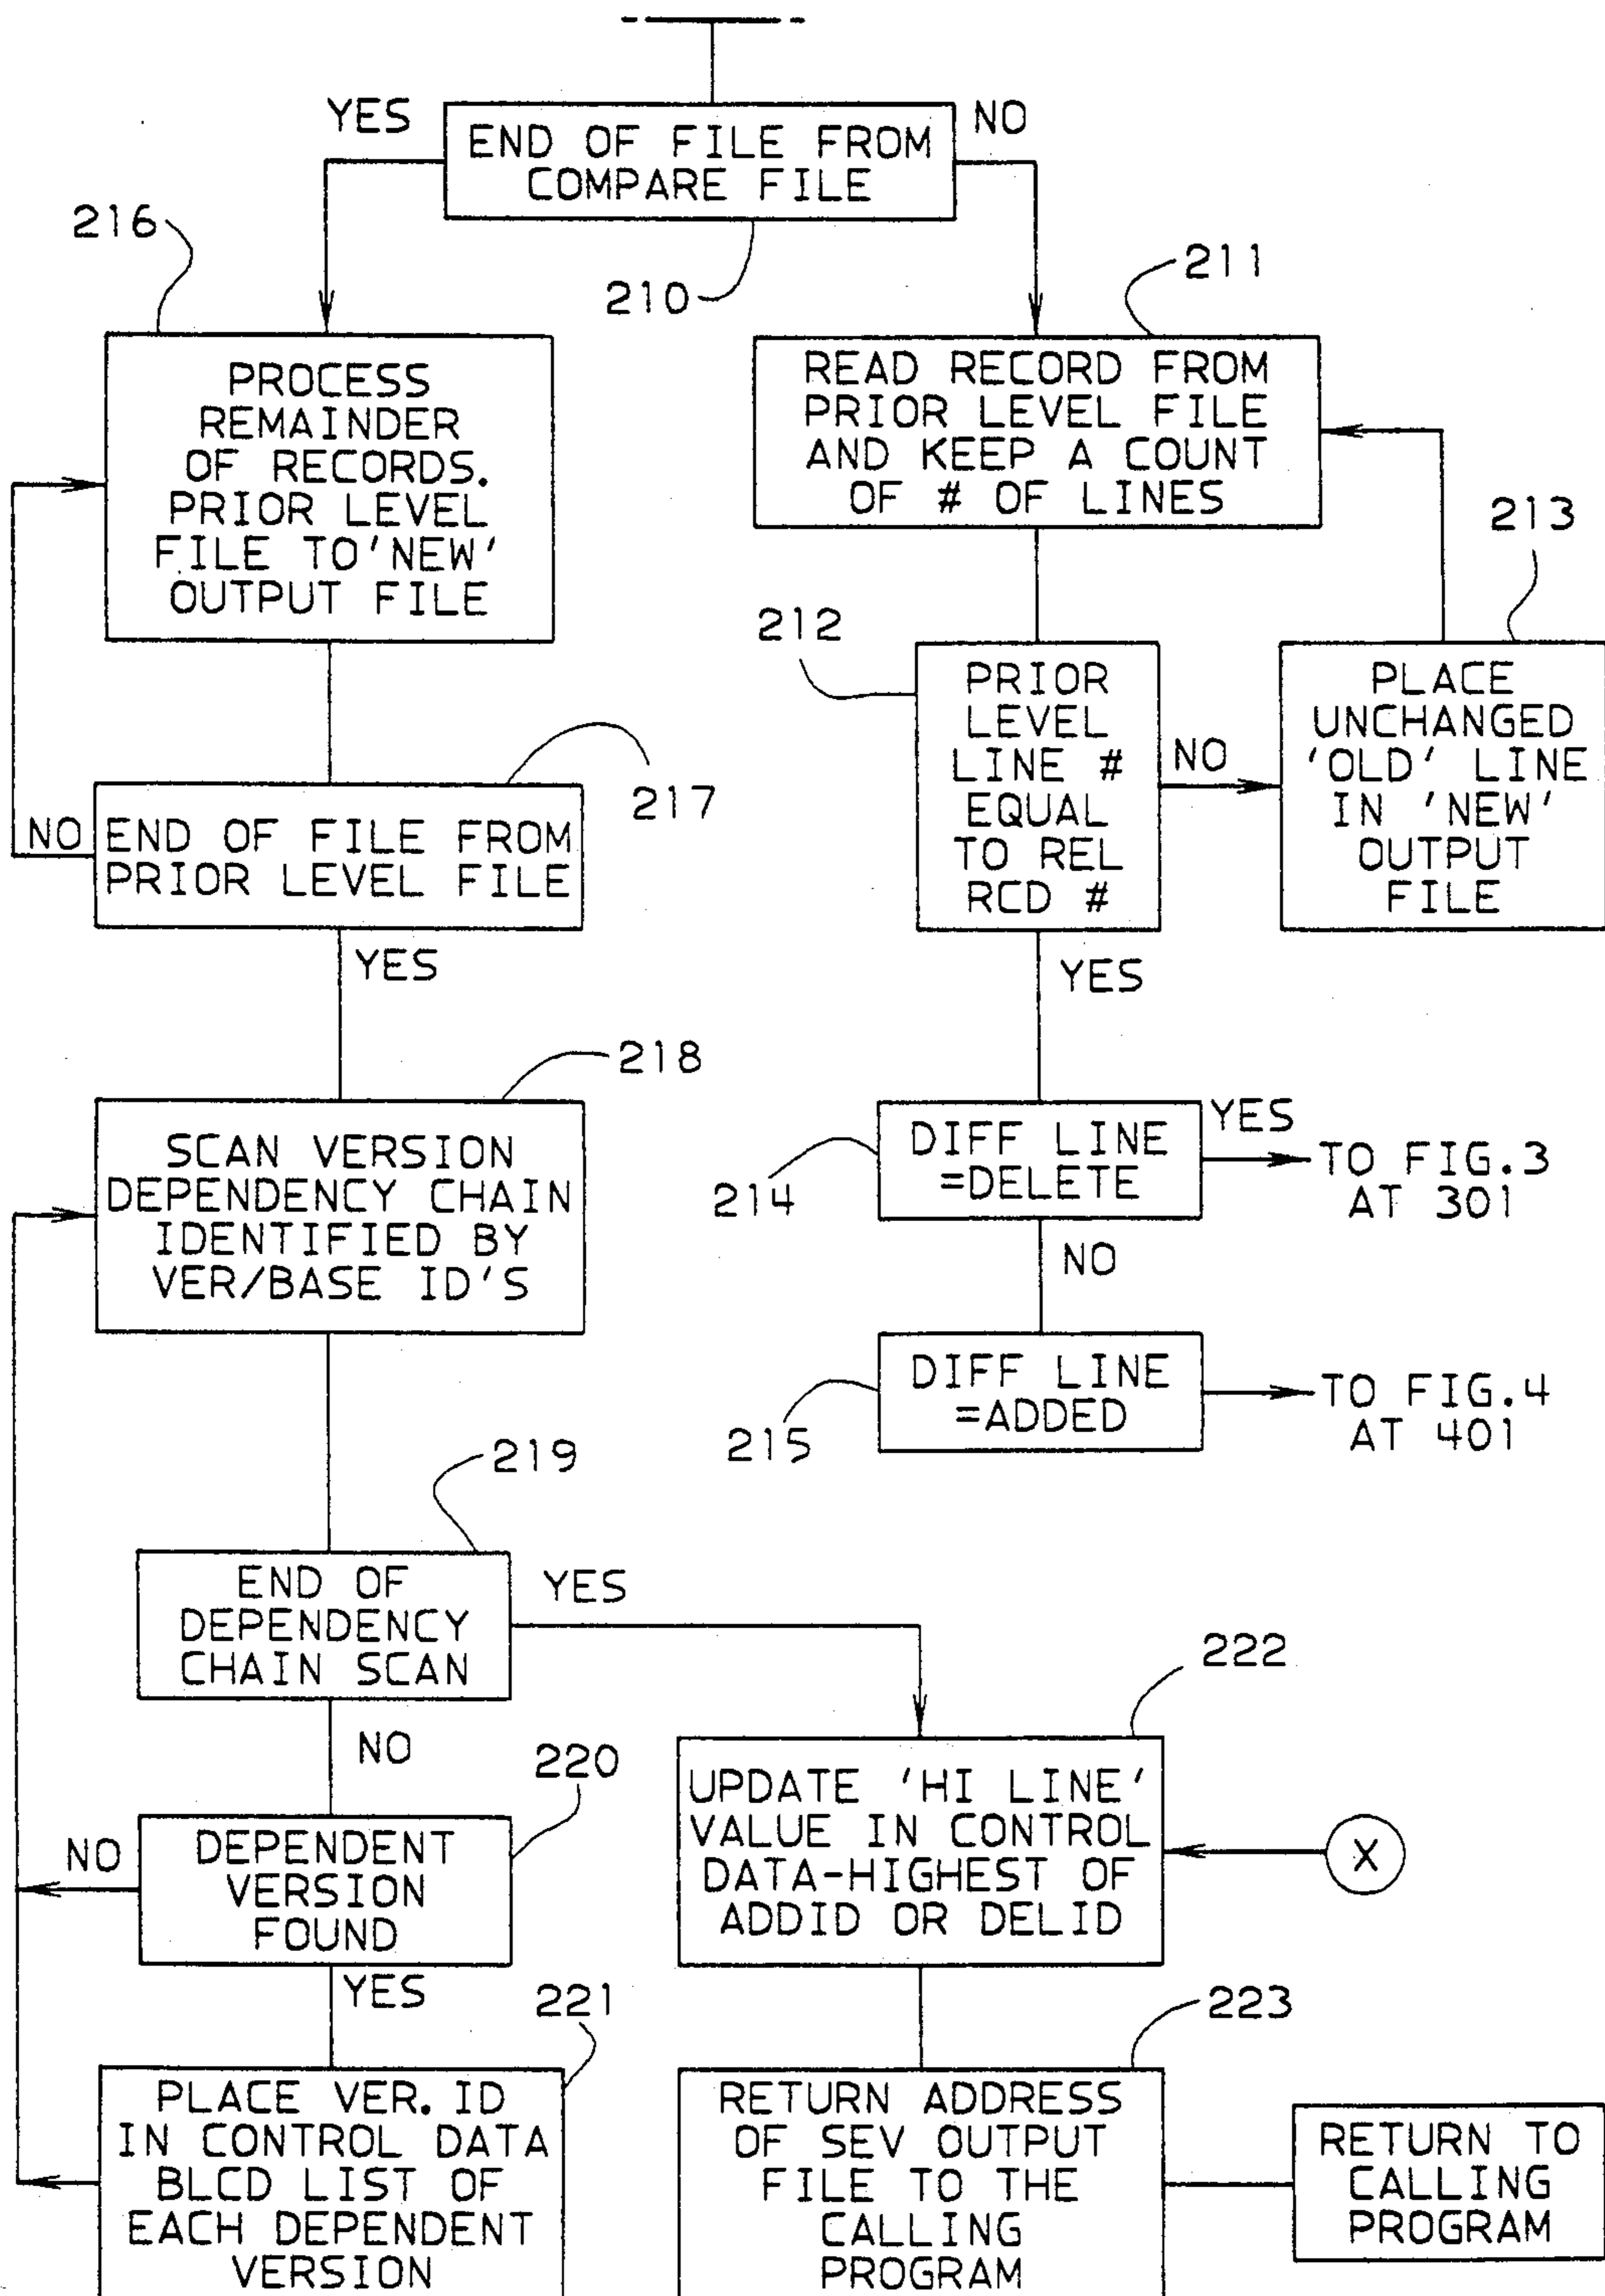 YES
END OF FILE FROM
COMPARE FILE
NO
210
216
PROCESS
REMAINDER
OF RECORDS.
PRIOR LEVEL
FILE TO'NEW'
OUTPUT FILE
211
READ RECORD FROM
PRIOR LEVEL FILE
AND KEEP A COUNT
OF # OF LINES
212
PRIOR
LEVEL
LINE #
EQUAL
TO REL
RCD #
NO
213
PLACE
UNCHANGED
'OLD' LINE
IN 'NEW'
OUTPUT
FILE
217
NO
END OF FILE FROM
PRIOR LEVEL FILE
YES
YES
218
SCAN VERSION
DEPENDENCY CHAIN
IDENTIFIED BY
VER/BASE ID'S
214
DIFF LINE
=DELETE
YES
TO FIG.3
AT 301
NO
215
DIFF LINE
=ADDED
TO FIG.4
AT 401
219
END OF
DEPENDENCY
CHAIN SCAN
YES
NO
220
DEPENDENT
VERSION
FOUND
NO
YES
222
UPDATE 'HI LINE'
VALUE IN CONTROL
DATA-HIGHEST OF
ADDID OR DELID
X
221
PLACE VER. ID
IN CONTROL DATA
BLCD LIST OF
EACH DEPENDENT
VERSION
223
RETURN ADDRESS
OF SEV OUTPUT
FILE TO THE
CALLING
PROGRAM
RETURN TO
CALLING
PROGRAM